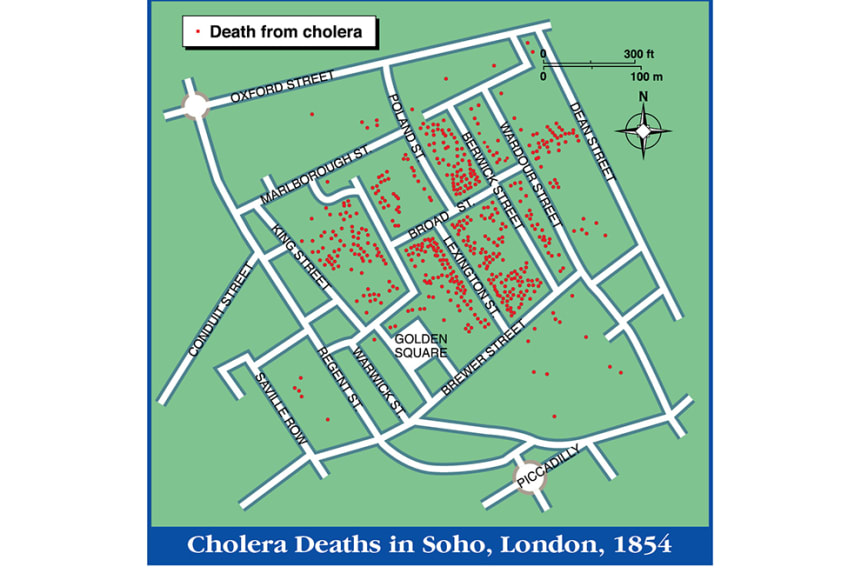 Death from cholera
0 300 ft
0 100 m
N
OXFORD STREET
POLAND ST.
DEAN STREET
WARDOUR STREET
BERWICK STREET
MARLBOROUGH ST.
BROAD ST.
KING STREET
LEXINGTON ST.
CONDUIT STREET
GOLDEN
SQUARE
BREWER STREET
REGENT ST.
WARWICK ST.
SAVILLE ROW
PICCADILLY
Cholera Deaths in Soho, London, 1854